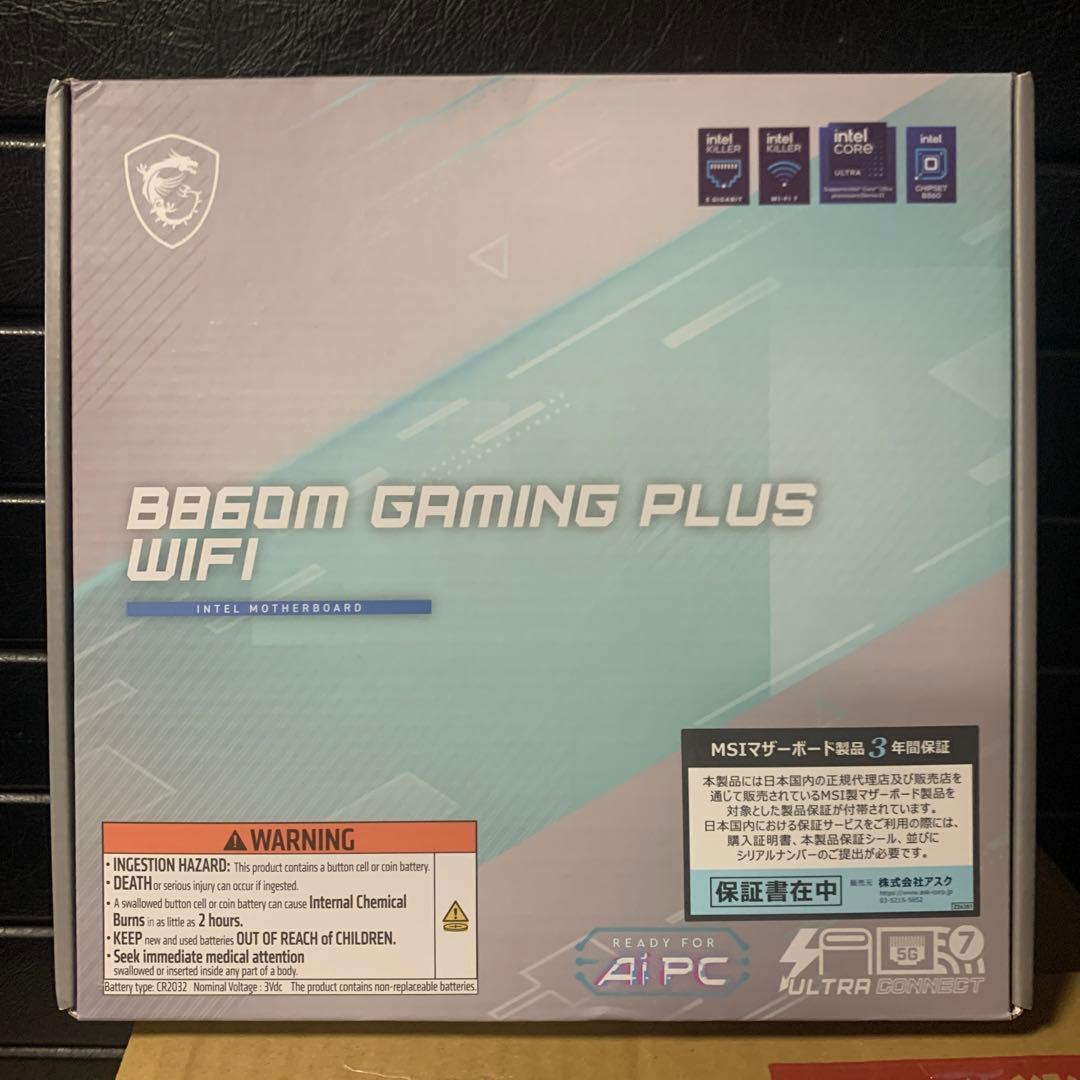 intel
KILLER
5 GIGABIT
intel
KILLER
WI-FI 7
intel
CORE
ULTRA
intel
CHIPSET
B860
B860M GAMING PLUS
WIFI
INTEL MOTHERBOARD
MSIマザーボード製品 3 年間保証
本製品には日本国内の正規代理店及び販売店を
通じて販売されているMSI製マザーボード製品を
対象とした製品保証が付帯されています。
日本国内における保証サービスをご利用の際には、
購入証明書、本製品保証シール、並びに
シリアルナンバーのご提出が必要です。
保証書在中
販売元 株式会社アスク
https://www.ask-corp.jp
03-5215-5652
WARNING
• INGESTION HAZARD: This product contains a button cell or coin battery.
• DEATH or serious injury can occur if ingested.
• A swallowed button cell or coin battery can cause Internal Chemical
Burns in as little as 2 hours.
• KEEP new and used batteries OUT OF REACH of CHILDREN.
• Seek immediate medical attention
swallowed or inserted inside any part of a body.
Battery type: CR2032 Nominal Voltage : 3Vdc The product contains non-replaceable batteries.
READY FOR
Ai PC
5G
7
ULTRA CONNECT